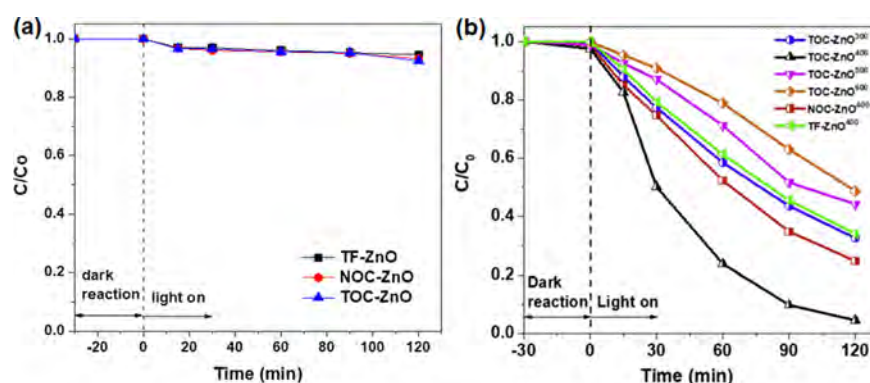 (a)
C/Co
1.0
0.8
0.6
0.4
0.2
0.0
dark
reaction
light on
TF-ZnO
NOC-ZnO
TOC-ZnO
-20 0 20 40 60 80 100 120
Time (min)
(b)
C/C₀
1.0
0.8
0.6
0.4
0.2
0.0
TOC-ZnO³⁰⁰
TOC-ZnO⁴⁰⁰
TOC-ZnO⁵⁰⁰
TOC-ZnO⁶⁰⁰
NOC-ZnO⁴⁰⁰
TF-ZnO⁴⁰⁰
Dark
reaction
Light on
-30 0 30 60 90 120
Time (min)